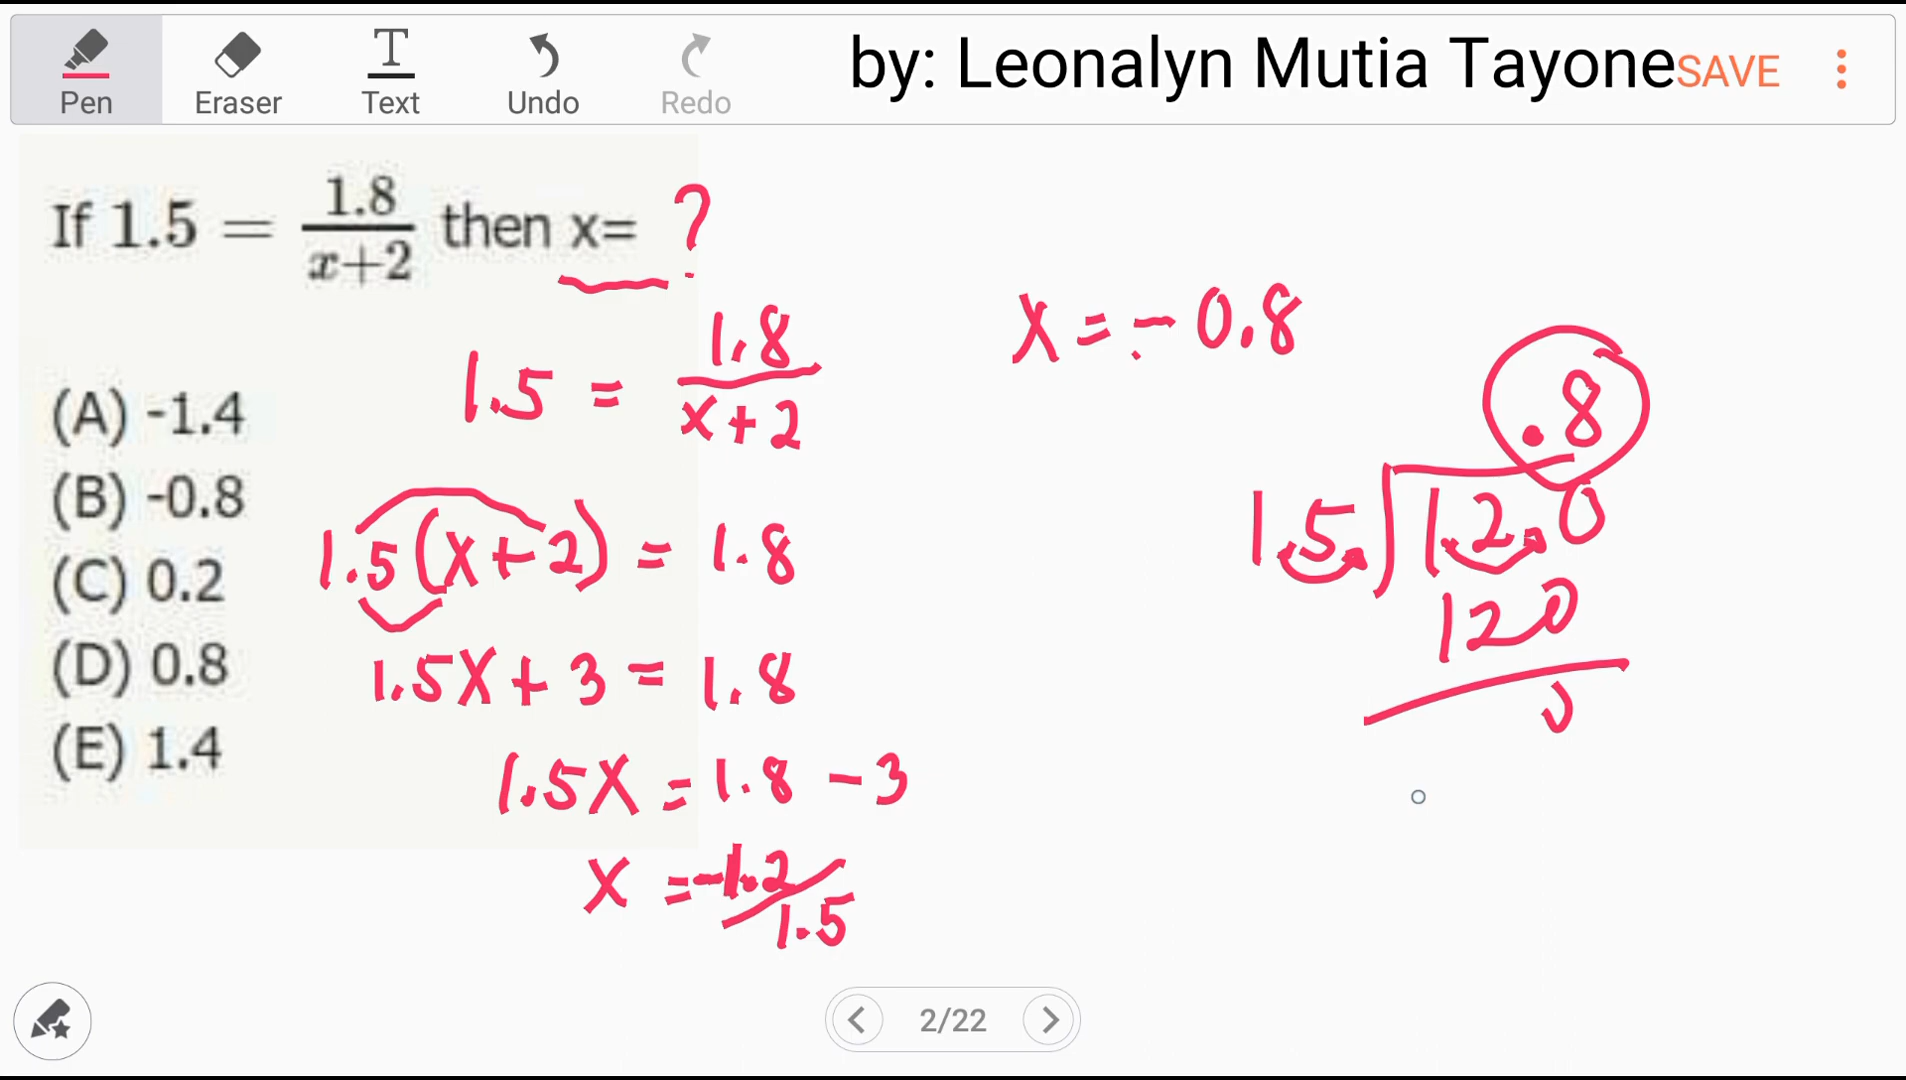 Pen Eraser Text Undo Redo by: Leonalyn Mutia Tayone SAVE
If 1.5 = 1.8/x+2 then x= ?
(A) -1.4
(B) -0.8
(C) 0.2
(D) 0.8
(E) 1.4
1.5 = 1.8/x+2
1.5(x+2) = 1.8
1.5x+3 = 1.8
1.5x = 1.8 - 3
x = -1.2/1.5
x = - 0.8
.8
1.5)1.2.0
120
0
2/22